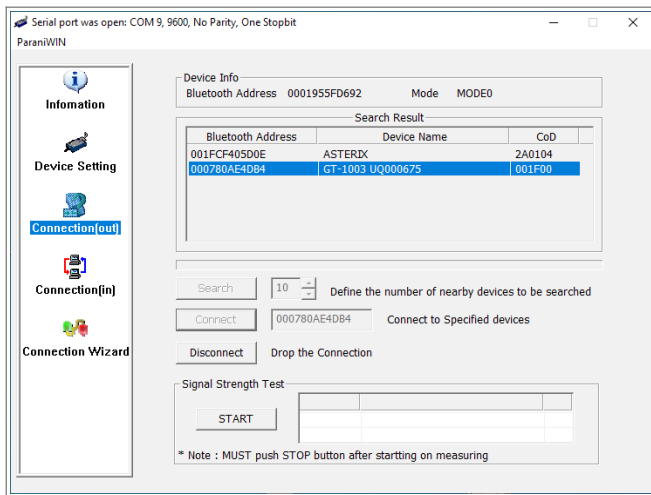 Serial port was open: COM 9, 9600, No Parity, One Stopbit
ParaniWIN
Infomation
Device Setting
Connection(out)
Connection(in)
Connection Wizard
Device Info
Bluetooth Address 0001955FD692 Mode MODE0
Search Result
Bluetooth Address Device Name CoD
001FCF405D0E ASTERIX 2A0104
000780AE4DB4 GT-1003 UQ000675 001F00
Search 10 Define the number of nearby devices to be searched
Connect 000780AE4DB4 Connect to Specified devices
Disconnect Drop the Connection
Signal Strength Test
START
* Note : MUST push STOP button after startting on measuring